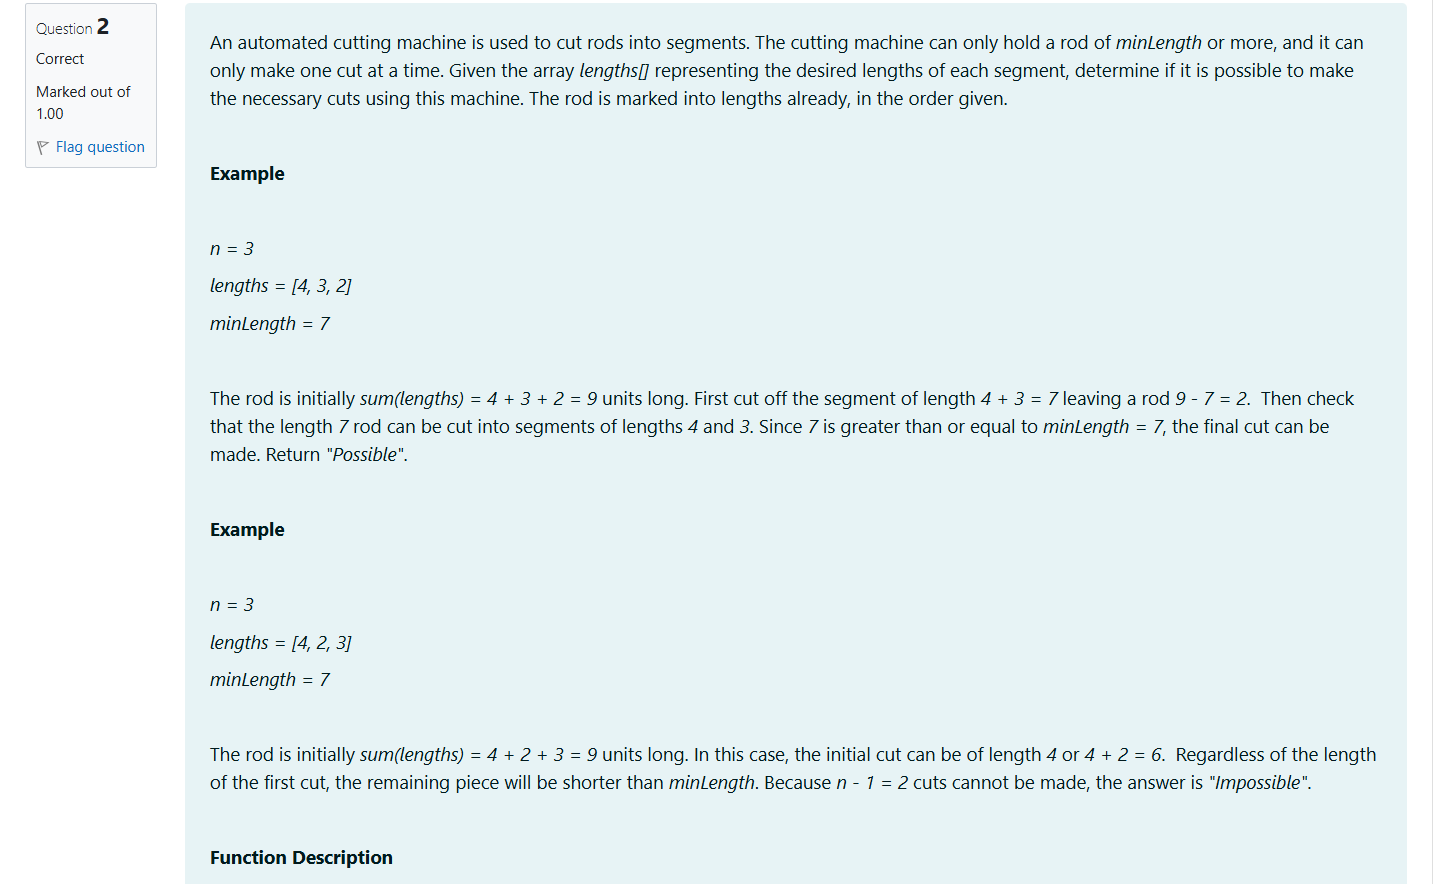 Question 2
Correct
Marked out of
1.00
Flag question
An automated cutting machine is used to cut rods into segments. The cutting machine can only hold a rod of minLength or more, and it can
only make one cut at a time. Given the array lengths[] representing the desired lengths of each segment, determine if it is possible to make
the necessary cuts using this machine. The rod is marked into lengths already, in the order given.
Example
n = 3
lengths = [4, 3, 2]
minLength = 7
The rod is initially sum(lengths) = 4 + 3 + 2 = 9 units long. First cut off the segment of length 4 + 3 = 7 leaving a rod 9 - 7 = 2. Then check
that the length 7 rod can be cut into segments of lengths 4 and 3. Since 7 is greater than or equal to minLength = 7, the final cut can be
made. Return "Possible".
Example
n = 3
lengths = [4, 2, 3]
minLength = 7
The rod is initially sum(lengths) = 4 + 2 + 3 = 9 units long. In this case, the initial cut can be of length 4 or 4 + 2 = 6. Regardless of the length
of the first cut, the remaining piece will be shorter than minLength. Because n - 1 = 2 cuts cannot be made, the answer is "Impossible".
Function Description